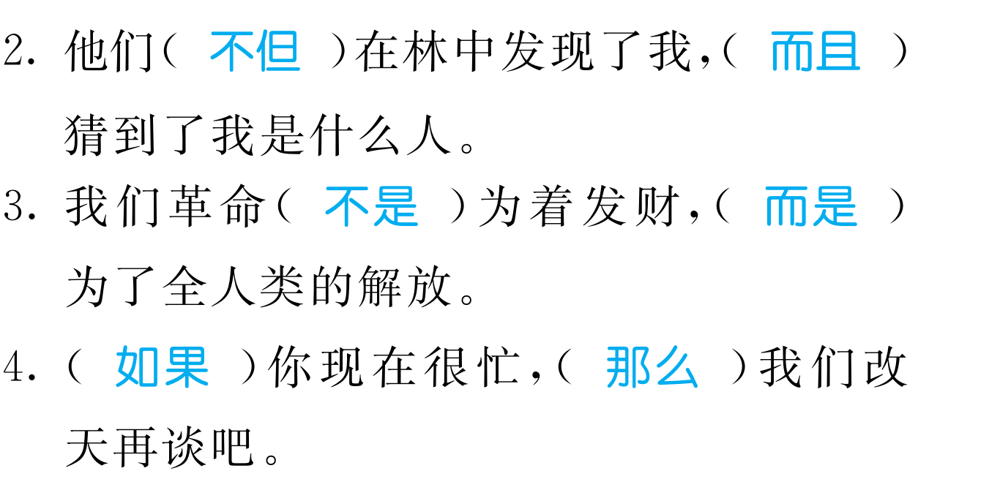 2. 他们( 不但 )在林中发现了我,( 而且 )
猜到了我是什么人。
3. 我们革命( 不是 )为着发财,( 而是 )
为了全人类的解放。
4. ( 如果 )你现在很忙,( 那么 )我们改
天再谈吧。